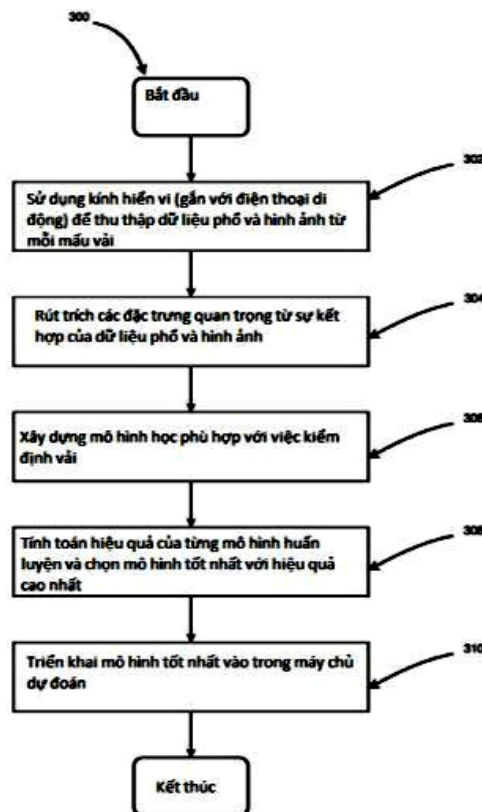 300
Bắt đầu
302
Sử dụng kính hiển vi (gắn với điện thoại di
động) để thu thập dữ liệu phổ và hình ảnh từ
mỗi mẩu vải
304
Rút trích các đặc trưng quan trọng từ sự kết
hợp của dữ liệu phổ và hình ảnh
306
Xây dựng mô hình học phù hợp với việc kiểm
định vải
308
Tính toán hiệu quả của từng mô hình huấn
luyện và chọn mô hình tốt nhất với hiệu quả
cao nhất
310
Triển khai mô hình tốt nhất vào trong máy chủ
dự đoán
Kết thúc